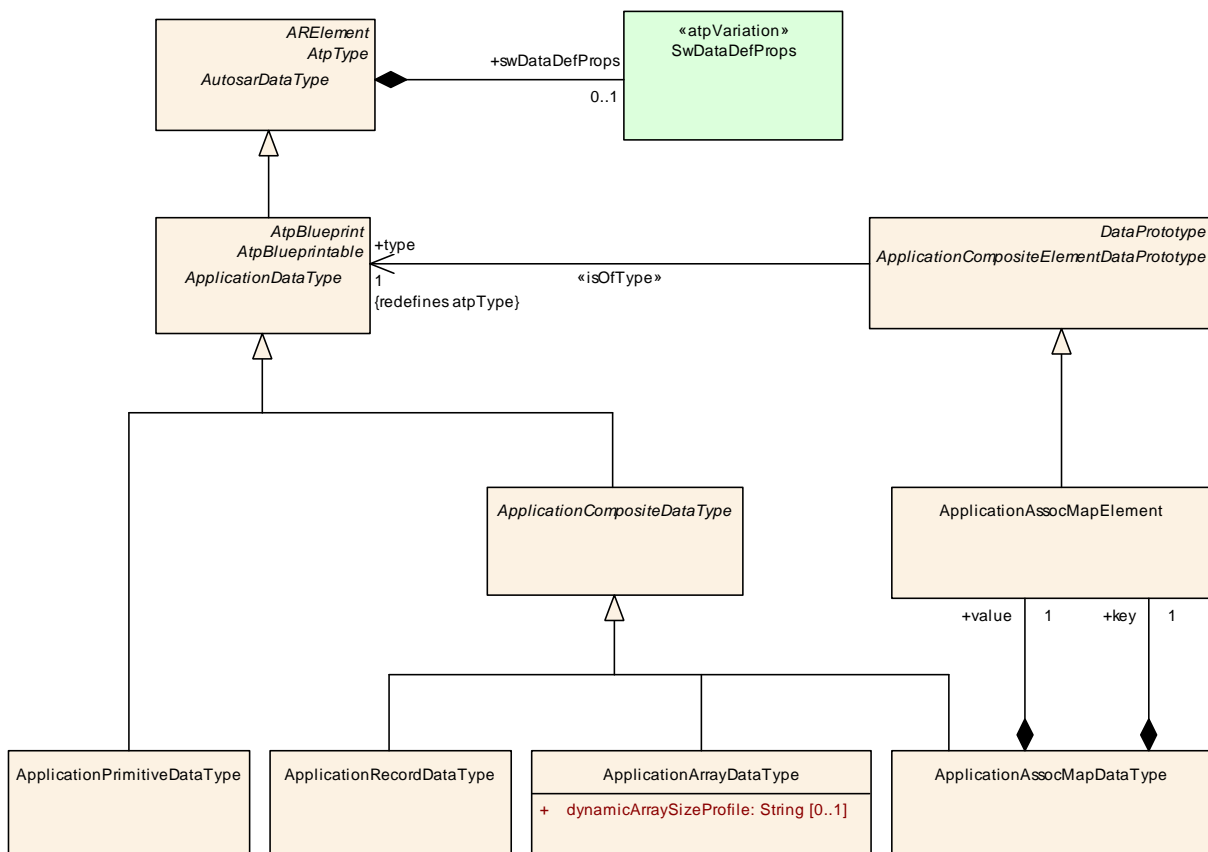 ARElement
AtpType
AutosarDataType
+swDataDefProps
0..1
«atpVariation»
SwDataDefProps
AtpBlueprint
AtpBlueprintable
ApplicationDataType
+type
1
{redefines atpType}
«isOfType»
DataPrototype
ApplicationCompositeElementDataPrototype
ApplicationCompositeDataType
ApplicationAssocMapElement
+value
1
+key
1
ApplicationPrimitiveDataType
ApplicationRecordDataType
ApplicationArrayDataType
+ dynamicArraySizeProfile: String [0..1]
ApplicationAssocMapDataType